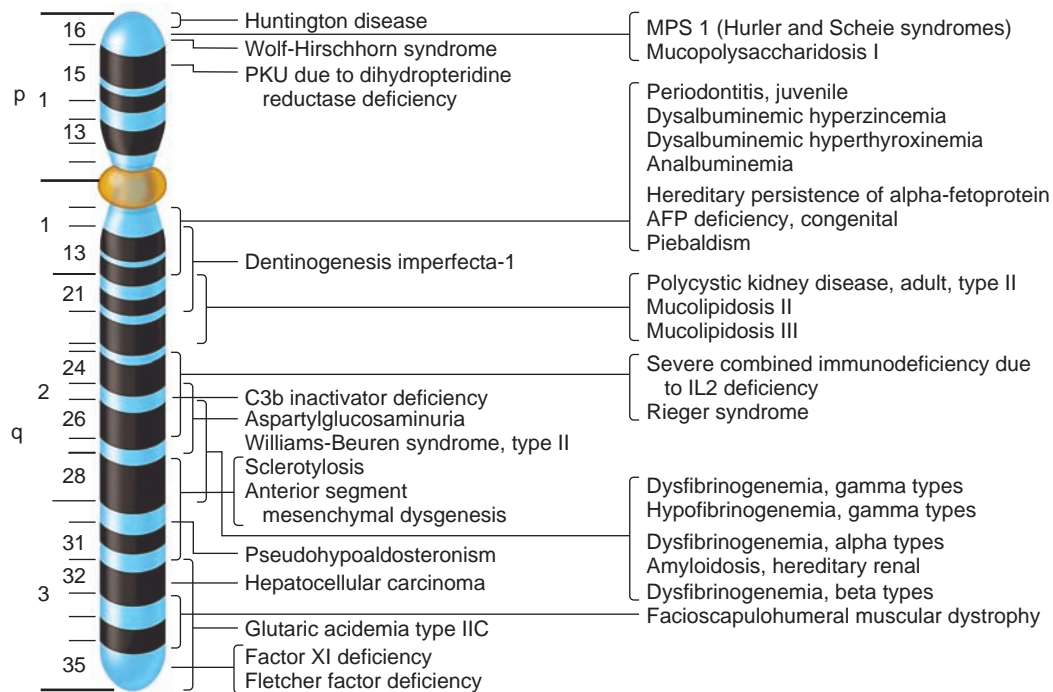 16
15
p
1
13
1
13
21
24
2
26
q
28
31
32
3
35
Huntington disease
Wolf-Hirschhorn syndrome
PKU due to dihydropteridine
reductase deficiency
Dentinogenesis imperfecta-1
C3b inactivator deficiency
Aspartylglucosaminuria
Williams-Beuren syndrome, type II
Sclerotylosis
Anterior segment
mesenchymal dysgenesis
Pseudohypoaldosteronism
Hepatocellular carcinoma
Glutaric acidemia type IIC
Factor XI deficiency
Fletcher factor deficiency
MPS 1 (Hurler and Scheie syndromes)
Mucopolysaccharidosis I
Periodontitis, juvenile
Dysalbuminemic hyperzincemia
Dysalbuminemic hyperthyroxinemia
Analbuminemia
Hereditary persistence of alpha-fetoprotein
AFP deficiency, congenital
Piebaldism
Polycystic kidney disease, adult, type II
Mucolipidosis II
Mucolipidosis III
Severe combined immunodeficiency due
to IL2 deficiency
Rieger syndrome
Dysfibrinogenemia, gamma types
Hypofibrinogenemia, gamma types
Dysfibrinogenemia, alpha types
Amyloidosis, hereditary renal
Dysfibrinogenemia, beta types
Facioscapulohumeral muscular dystrophy